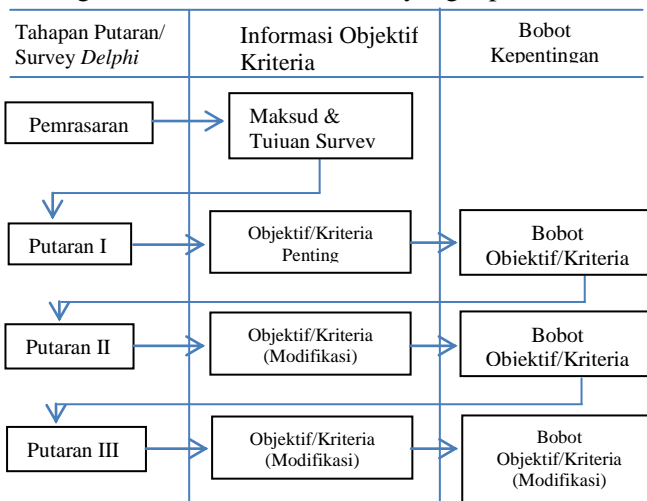 Tahapan Putaran/
Survey Delphi
Informasi Objektif
Kriteria
Bobot
Kepentingan
Pemrasaran
Maksud &
Tujuan Survey
Putaran I
Objektif/Kriteria
Penting
Bobot
Objektif/Kriteria
Putaran II
Objektif/Kriteria
(Modifikasi)
Bobot
Objektif/Kriteria
Putaran III
Objektif/Kriteria
(Modifikasi)
Bobot
Objektif/Kriteria
(Modifikasi)